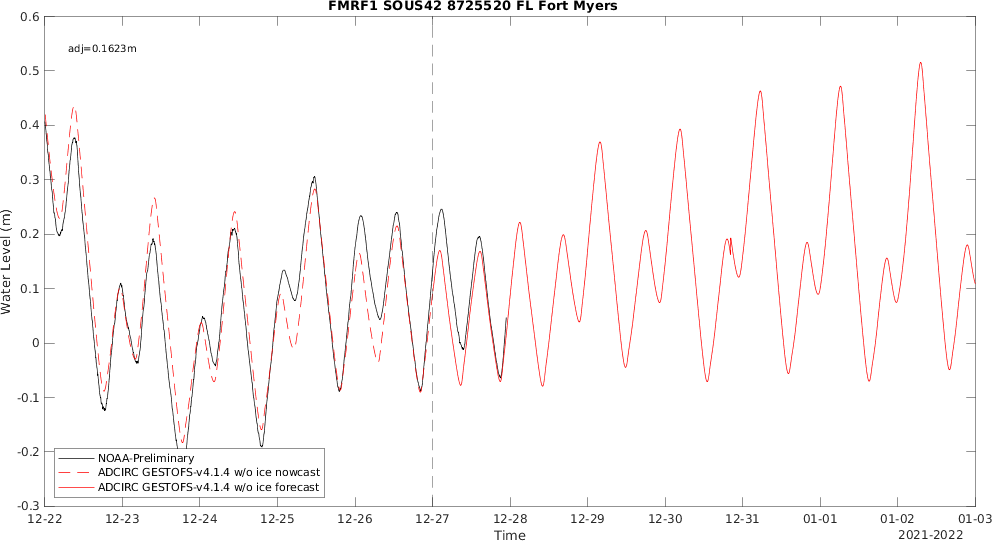 FMRF1 SOUS42 8725520 FL Fort Myers
adj=0.1623m
Water Level (m)
0.6
0.5
0.4
0.3
0.2
0.1
0
-0.1
-0.2
-0.3
NOAA-Preliminary
ADCIRC GESTOFS-v4.1.4 w/o ice nowcast
ADCIRC GESTOFS-v4.1.4 w/o ice forecast
12-22 12-23 12-24 12-25 12-26 12-27 12-28 12-29 12-30 12-31 01-01 01-02 01-03
Time
2021-2022